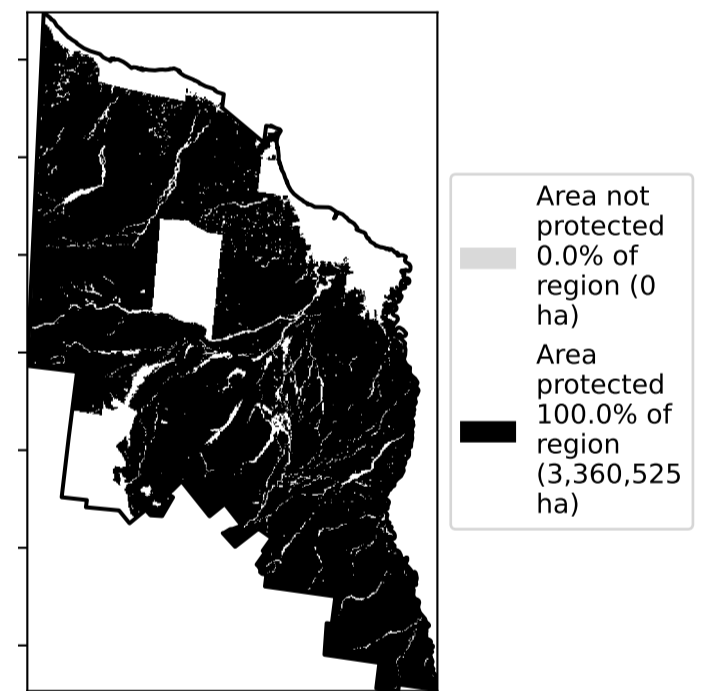 Area not
protected
0.0% of
region (0
ha)
Area
protected
100.0% of
region
(3,360,525
ha)